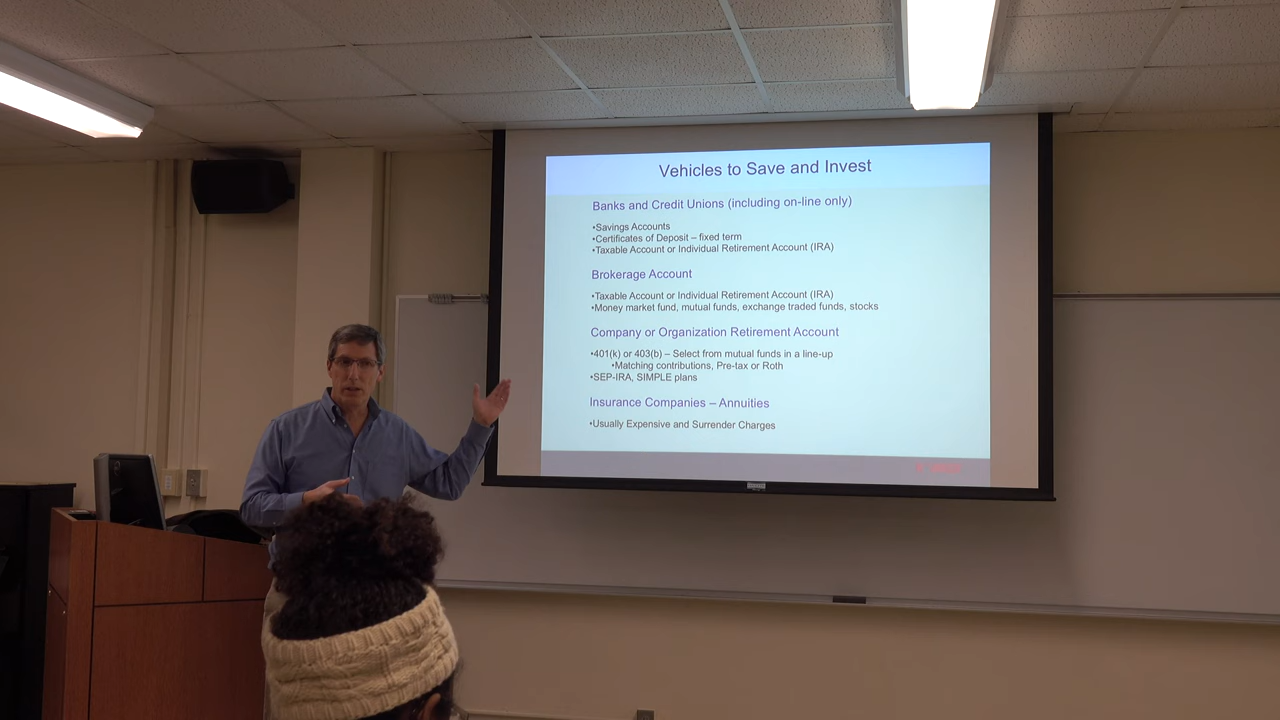 Vehicles to Save and Invest
Banks and Credit Unions (including on-line only)
•Savings Accounts
•Certificates of Deposit – fixed term
•Taxable Account or Individual Retirement Account (IRA)
Brokerage Account
•Taxable Account or Individual Retirement Account (IRA)
•Money market fund, mutual funds, exchange traded funds, stocks
Company or Organization Retirement Account
•401(k) or 403(b) – Select from mutual funds in a line-up
•Matching contributions, Pre-tax or Roth
•SEP-IRA, SIMPLE plans
Insurance Companies – Annuities
•Usually Expensive and Surrender Charges